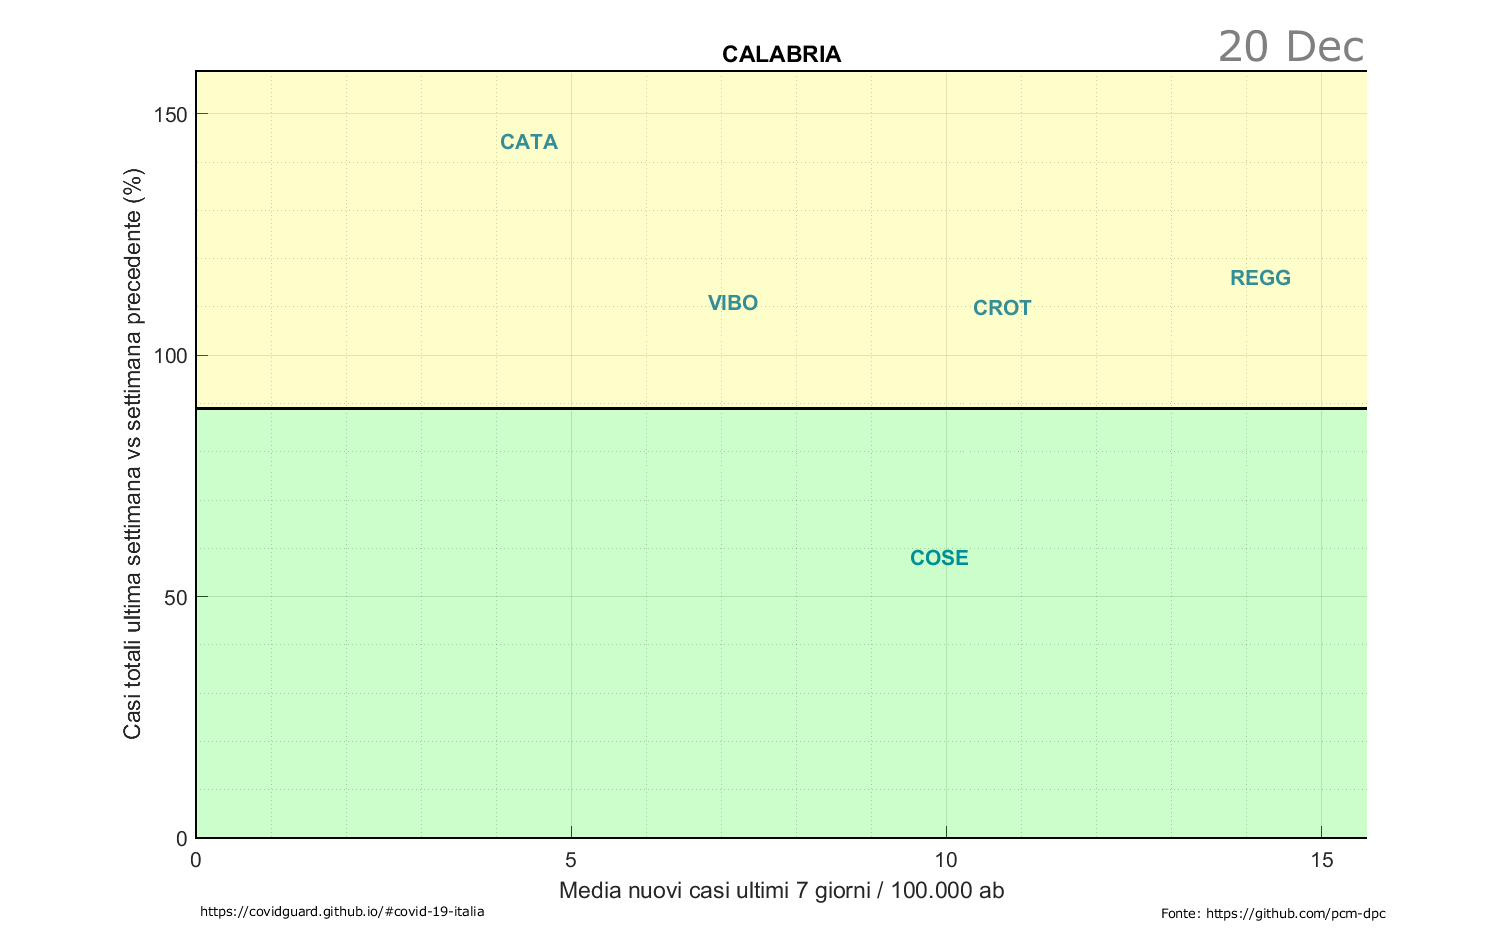 20 Dec
CALABRIA
150
CATA
REGG
VIBO
CROT
100
COSE
50
0
0 5 10 15
Casi totali ultima settimana vs settimana precedente (%)
Media nuovi casi ultimi 7 giorni / 100.000 ab
https://covidguard.github.io/#covid-19-italia
Fonte: https://github.com/pcm-dpc